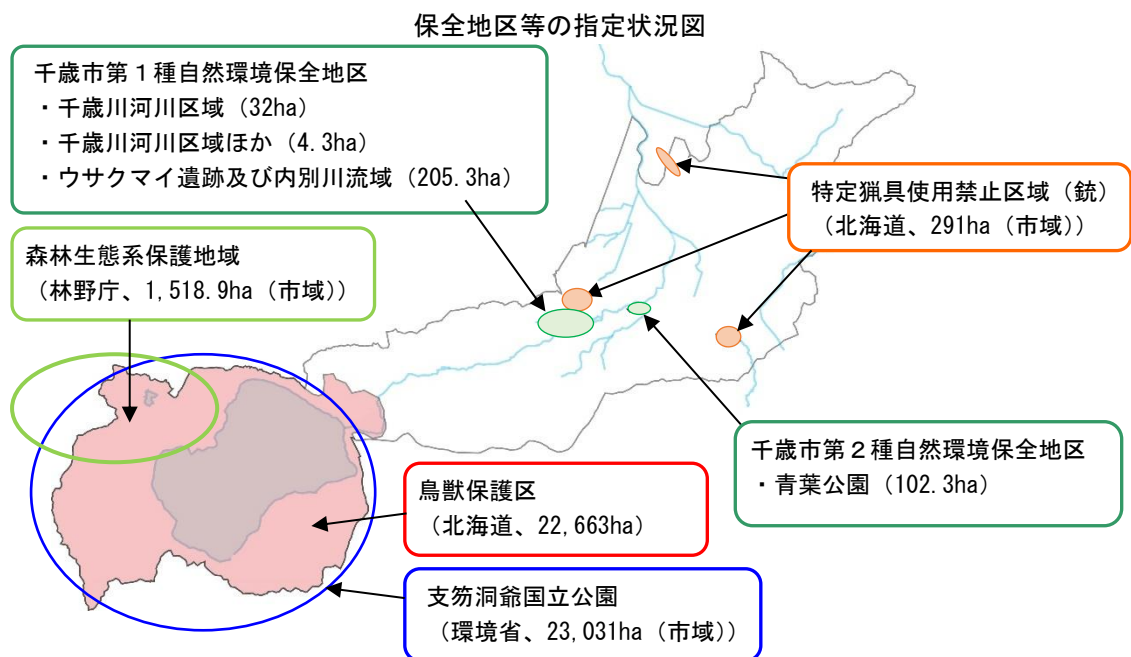 保全地区等の指定状況図
千歳市第１種自然環境保全地区
・千歳川河川区域（32ha）
・千歳川河川区域ほか（4.3ha）
・ウサクマイ遺跡及び内別川流域（205.3ha）
特定猟具使用禁止区域（銃）
（北海道、291ha（市域））
森林生態系保護地域
（林野庁、1,518.9ha（市域））
千歳市第２種自然環境保全地区
・青葉公園（102.3ha）
鳥獣保護区
（北海道、22,663ha）
支笏洞爺国立公園
（環境省、23,031ha（市域））